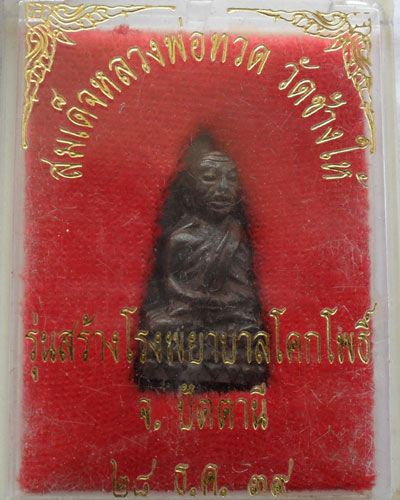 สมเด็จหลวงพ่อทวด วัดช้างให้
รุ่นสร้างโรงพยาบาลโคกโพธิ์
จ. ปัตตานี
๒๘ ธ.ค. ๓๙